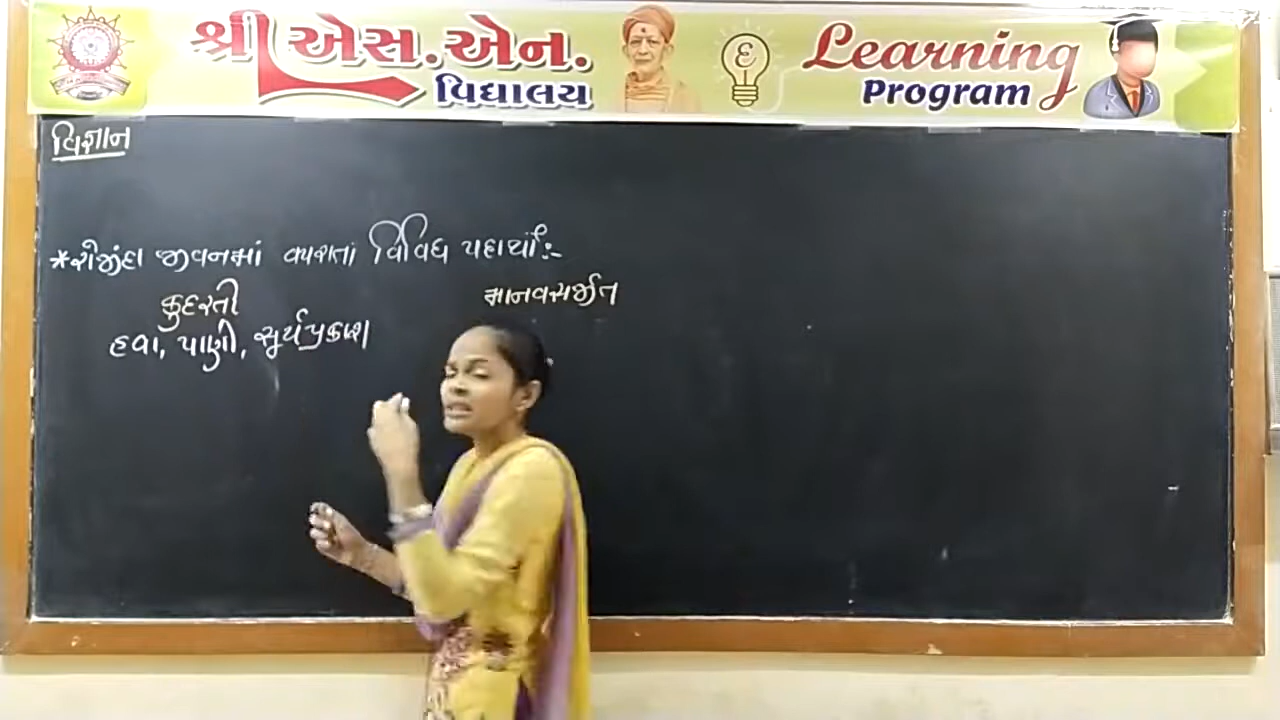 શ્રી એસ.એન.
વિદ્યાલય
Learning
Program
વિજ્ઞાન
*રોજીંદા જીવનમાં વપરાતાં વિવિધ પદાર્થો:-
કુદરતી
માનવસર્જીત
હવા, પાણી, સૂર્યપ્રકાશ